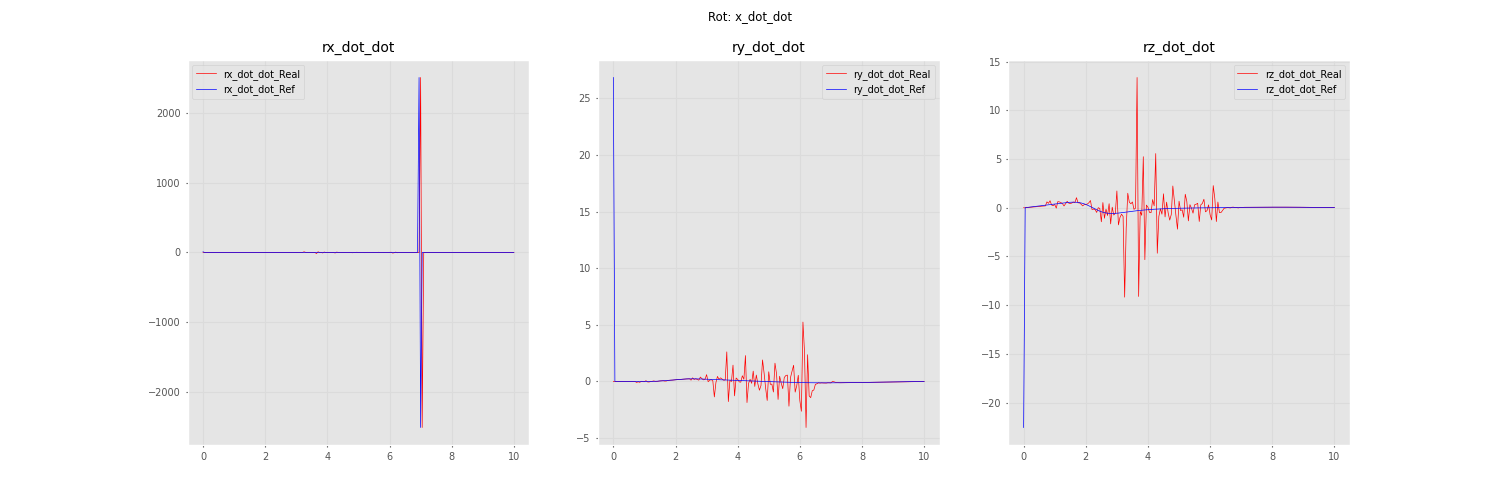 Rot: x_dot_dot
rx_dot_dot
rx_dot_dot_Real
rx_dot_dot_Ref
2000
1000
0
−1000
−2000
0 2 4 6 8 10
ry_dot_dot
ry_dot_dot_Real
ry_dot_dot_Ref
25
20
15
10
5
0
−5
0 2 4 6 8 10
rz_dot_dot
rz_dot_dot_Real
rz_dot_dot_Ref
15
10
5
0
−5
−10
−15
−20
0 2 4 6 8 10